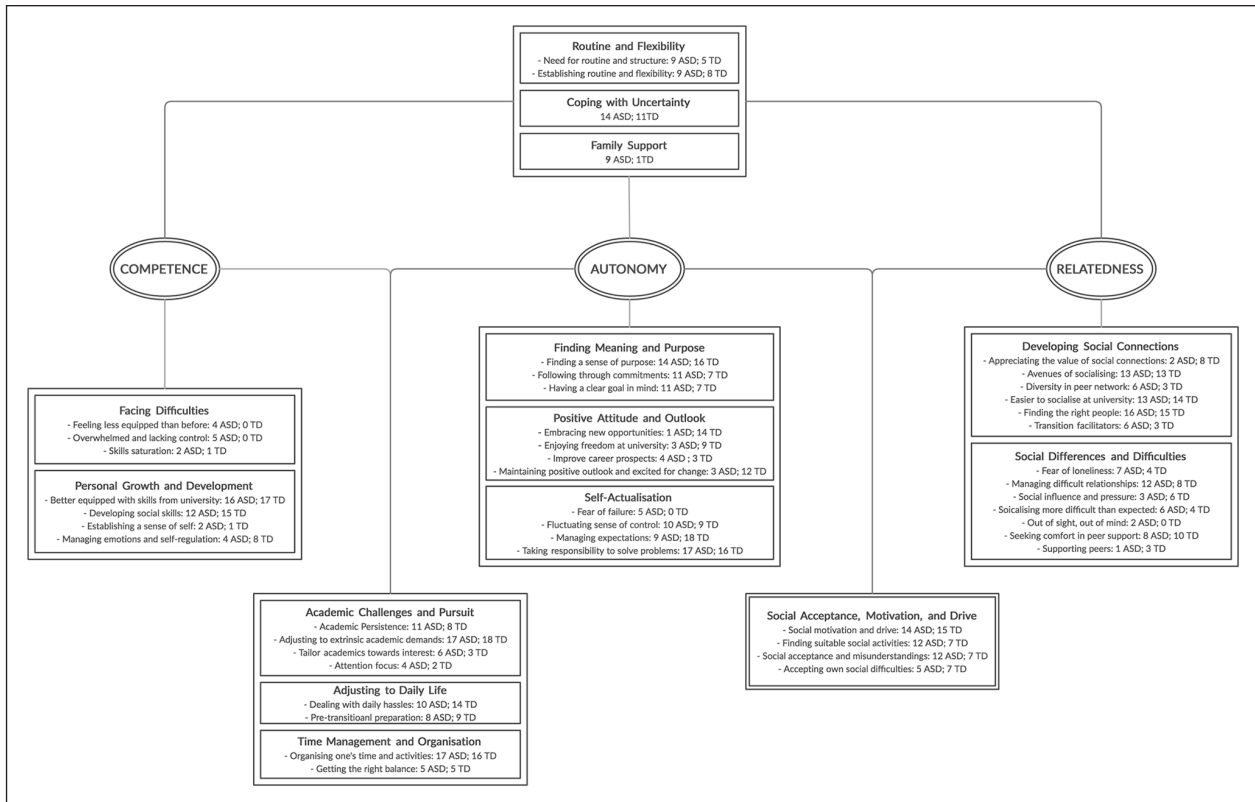 Routine and Flexibility
- Need for routine and structure: 9 ASD; 5 TD
- Establishing routine and flexibility: 9 ASD; 8 TD
Coping with Uncertainty
14 ASD; 11TD
Family Support
9 ASD; 1TD
COMPETENCE
AUTONOMY
RELATEDNESS
Facing Difficulties
- Feeling less equipped than before: 4 ASD; 0 TD
- Overwhelmed and lacking control: 5 ASD; 0 TD
- Skills saturation: 2 ASD; 1 TD
Personal Growth and Development
- Better equipped with skills from university: 16 ASD; 17 TD
- Developing social skills: 12 ASD; 15 TD
- Establishing a sense of self: 2 ASD; 1 TD
- Managing emotions and self-regulation: 4 ASD; 8 TD
Finding Meaning and Purpose
- Finding a sense of purpose: 14 ASD; 16 TD
- Following through commitments: 11 ASD; 7 TD
- Having a clear goal in mind: 11 ASD; 7 TD
Positive Attitude and Outlook
- Embracing new opportunities: 1 ASD; 14 TD
- Enjoying freedom at university: 3 ASD; 9 TD
- Improve career prospects: 4 ASD ; 3 TD
- Maintaining positive outlook and excited for change: 3 ASD; 12 TD
Self-Actualisation
- Fear of failure: 5 ASD; 0 TD
- Fluctuating sense of control: 10 ASD; 9 TD
- Managing expectations: 9 ASD; 18 TD
- Taking responsibility to solve problems: 17 ASD; 16 TD
Developing Social Connections
- Appreciating the value of social connections: 2 ASD; 8 TD
- Avenues of socialising: 13 ASD; 13 TD
- Diversity in peer network: 6 ASD; 3 TD
- Easier to socialise at university: 13 ASD; 14 TD
- Finding the right people: 16 ASD; 15 TD
- Transition facilitators: 6 ASD; 3 TD
Social Differences and Difficulties
- Fear of loneliness: 7 ASD; 4 TD
- Managing difficult relationships: 12 ASD; 8 TD
- Social influence and pressure: 3 ASD; 6 TD
- Soicalising more difficult than expected: 6 ASD; 4 TD
- Out of sight, out of mind: 2 ASD; 0 TD
- Seeking comfort in peer support: 8 ASD; 10 TD
- Supporting peers: 1 ASD; 3 TD
Academic Challenges and Pursuit
- Academic Persistence: 11 ASD; 8 TD
- Adjusting to extrinsic academic demands: 17 ASD; 18 TD
- Tailor academics towards interest: 6 ASD; 3 TD
- Attention focus: 4 ASD; 2 TD
Adjusting to Daily Life
- Dealing with daily hassles: 10 ASD; 14 TD
- Pre-transitioanl preparation: 8 ASD; 9 TD
Time Management and Organisation
- Organising one's time and activities: 17 ASD; 16 TD
- Getting the right balance: 5 ASD; 5 TD
Social Acceptance, Motivation, and Drive
- Social motivation and drive: 14 ASD; 15 TD
- Finding suitable social activities: 12 ASD; 7 TD
- Social acceptance and misunderstandings: 12 ASD; 7 TD
- Accepting own social difficulties: 5 ASD; 7 TD